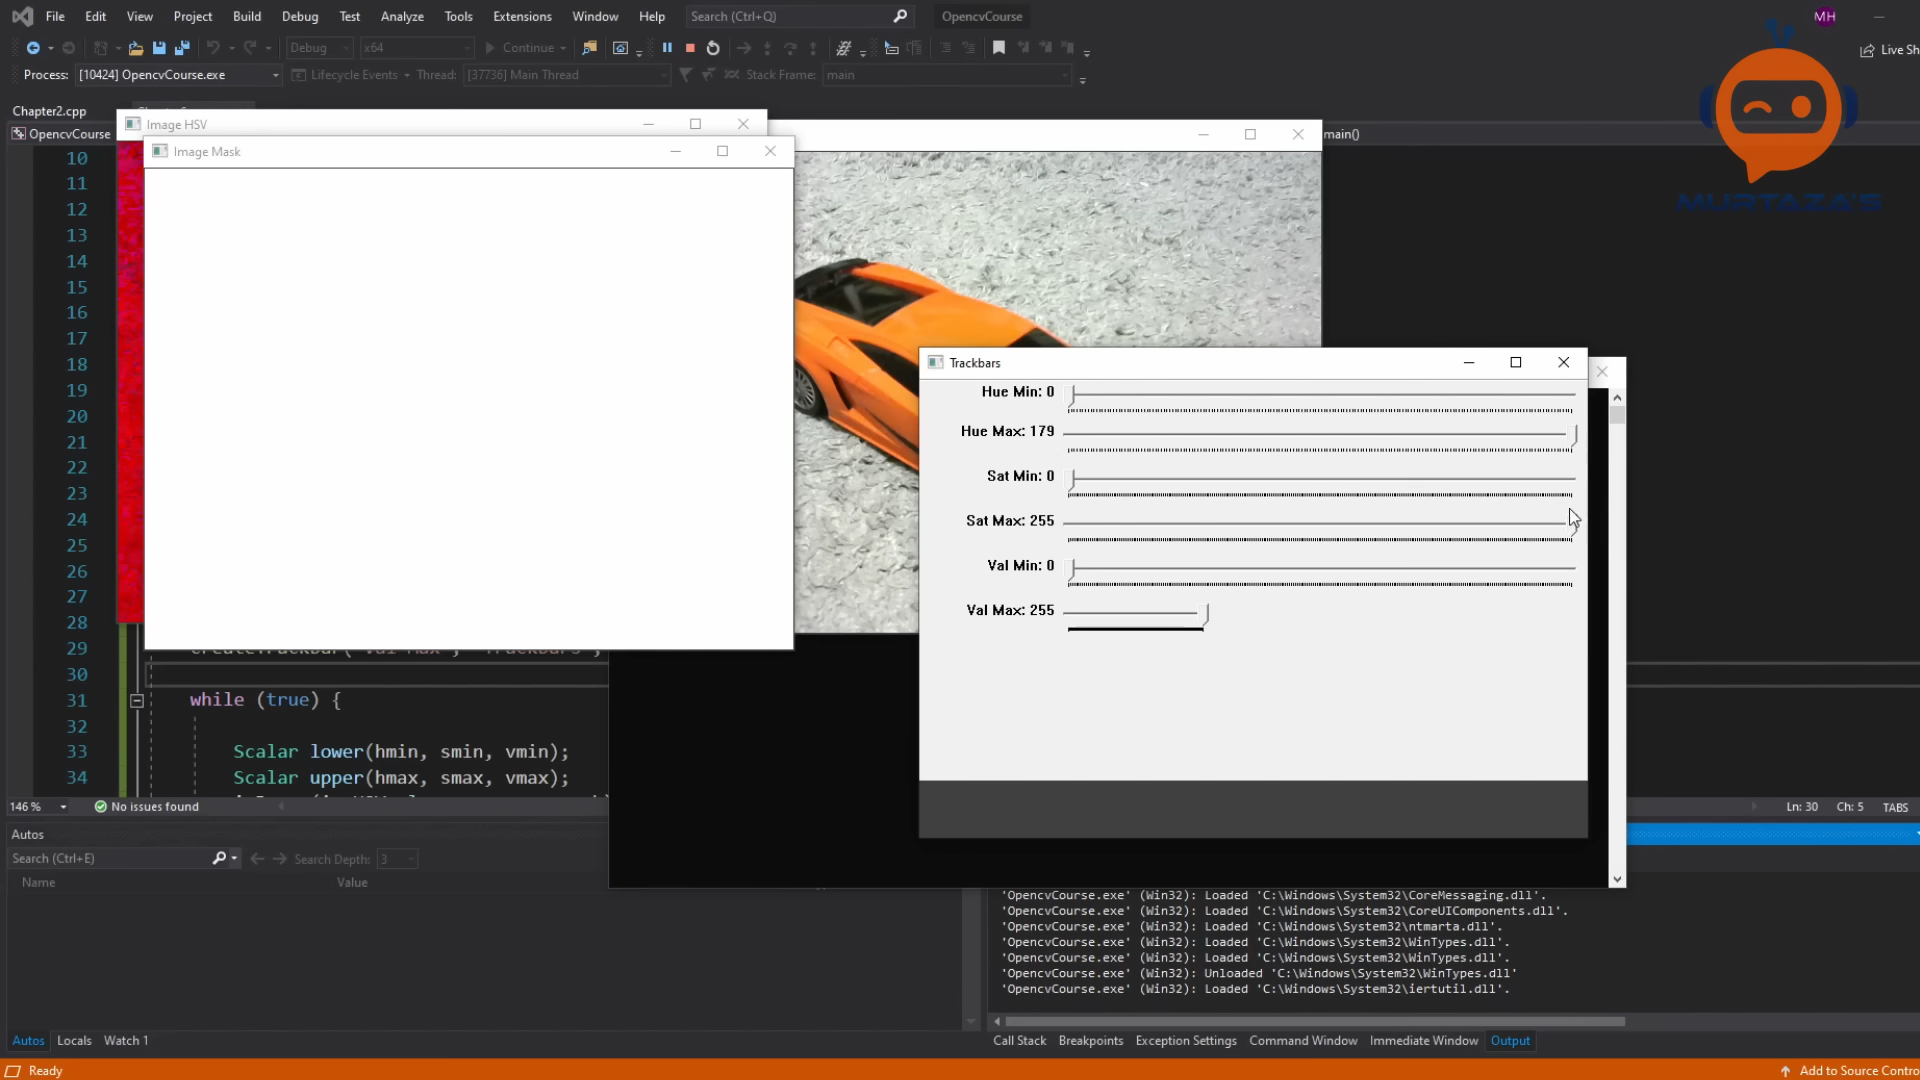 File Edit View Project Build Debug Test Analyze Tools Extensions Window Help Search (Ctrl+Q) OpencvCourse MH
Debug x64 Continue Live Sh
Process: [10424] OpencvCourse.exe Lifecycle Events Thread: [37736] Main Thread Stack Frame: main
Chapter2.cpp
OpencvCourse main()
Image HSV
Image Mask
MURTAZA'S
10
11
12
13
14
15
16
17
18
19
20
21
22
23
24
25
26
27
28
29
30
31 while (true) {
32
33 Scalar lower(hmin, smin, vmin);
34 Scalar upper(hmax, smax, vmax);
Trackbars
Hue Min: 0
Hue Max: 179
Sat Min: 0
Sat Max: 255
Val Min: 0
Val Max: 255
146 % No issues found Ln: 30 Ch: 5 TABS
Autos
Search (Ctrl+E) Search Depth: 3
Name Value
'OpencvCourse.exe' (Win32): Loaded 'C:\Windows\System32\CoreMessaging.dll'.
'OpencvCourse.exe' (Win32): Loaded 'C:\Windows\System32\CoreUIComponents.dll'.
'OpencvCourse.exe' (Win32): Loaded 'C:\Windows\System32\ntmarta.dll'.
'OpencvCourse.exe' (Win32): Loaded 'C:\Windows\System32\WinTypes.dll'.
'OpencvCourse.exe' (Win32): Loaded 'C:\Windows\System32\WinTypes.dll'.
'OpencvCourse.exe' (Win32): Unloaded 'C:\Windows\System32\WinTypes.dll'
'OpencvCourse.exe' (Win32): Loaded 'C:\Windows\System32\iertutil.dll'.
Autos Locals Watch 1 Call Stack Breakpoints Exception Settings Command Window Immediate Window Output
Ready Add to Source Contro